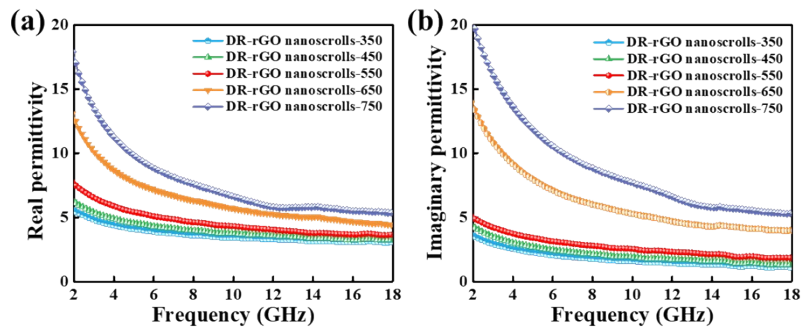 (a)
Real permittivity
20
15
10
5
0
DR-rGO nanoscrolls-350
DR-rGO nanoscrolls-450
DR-rGO nanoscrolls-550
DR-rGO nanoscrolls-650
DR-rGO nanoscrolls-750
2 4 6 8 10 12 14 16 18
Frequency (GHz)
(b)
Imaginary permittivity
20
15
10
5
0
DR-rGO nanoscrolls-350
DR-rGO nanoscrolls-450
DR-rGO nanoscrolls-550
DR-rGO nanoscrolls-650
DR-rGO nanoscrolls-750
2 4 6 8 10 12 14 16 18
Frequency (GHz)